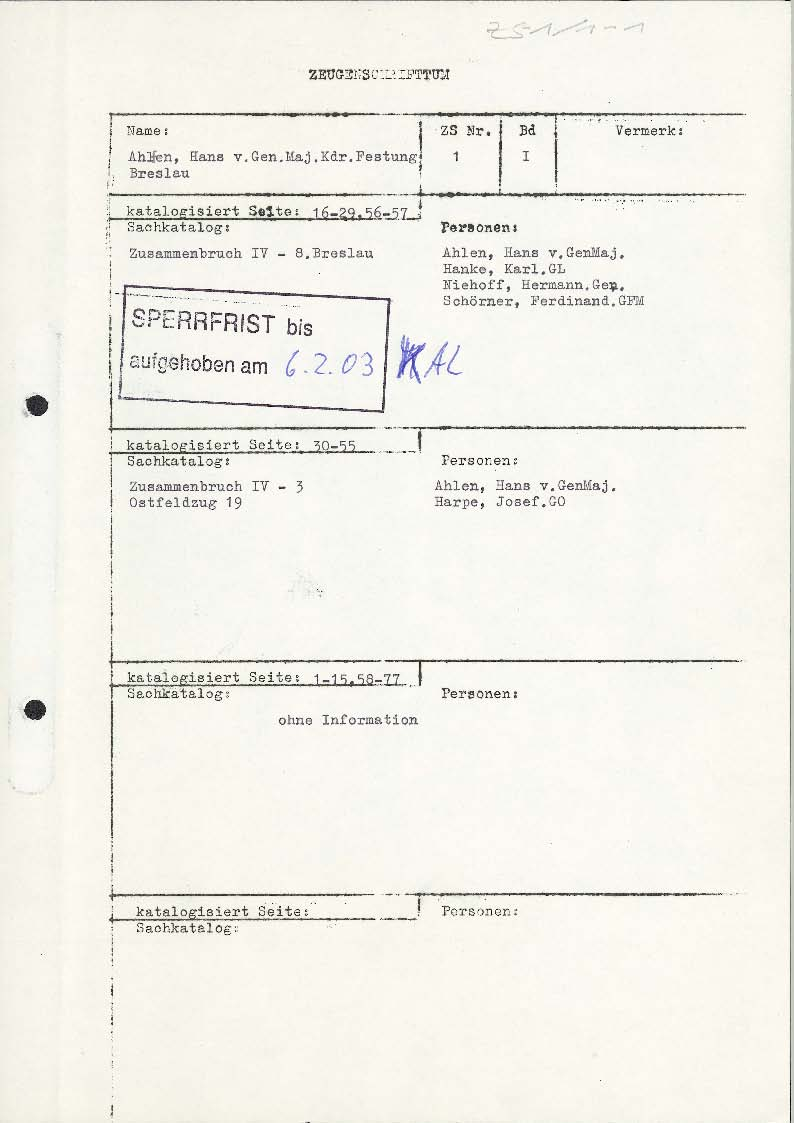 ZS 1/1-1
ZEUGENSCHRIFTTUM
Name: ZS Nr. Bd Vermerk:
Ahlfen, Hans v.Gen.Maj.Kdr.Festung 1 I
Breslau
katalogisiert Seite: 16-29.56-57
Sachkatalog: Personen:
Zusammenbruch IV - 8.Breslau Ahlen, Hans v.GenMaj.
Hanke, Karl.GL
Niehoff, Hermann.Gen.
Schörner, Ferdinand.GFM
SPERRFRIST bis
aufgehoben am 6.2.03 AL
katalogisiert Seite: 30-55
Sachkatalog: Personen:
Zusammenbruch IV - 3 Ahlen, Hans v.GenMaj.
Ostfeldzug 19 Harpe, Josef.GO
katalogisiert Seite: 1-15.58-77
Sachkatalog: Personen:
ohne Information
katalogisiert Seite: Personen:
Sachkatalog: